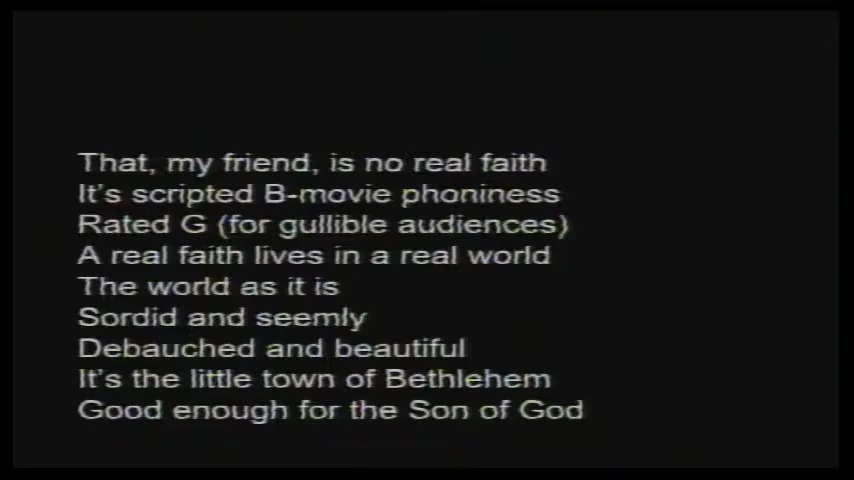 That, my friend, is no real faith
It's scripted B-movie phoniness
Rated G (for gullible audiences)
A real faith lives in a real world
The world as it is
Sordid and seemly
Debauched and beautiful
It's the little town of Bethlehem
Good enough for the Son of God